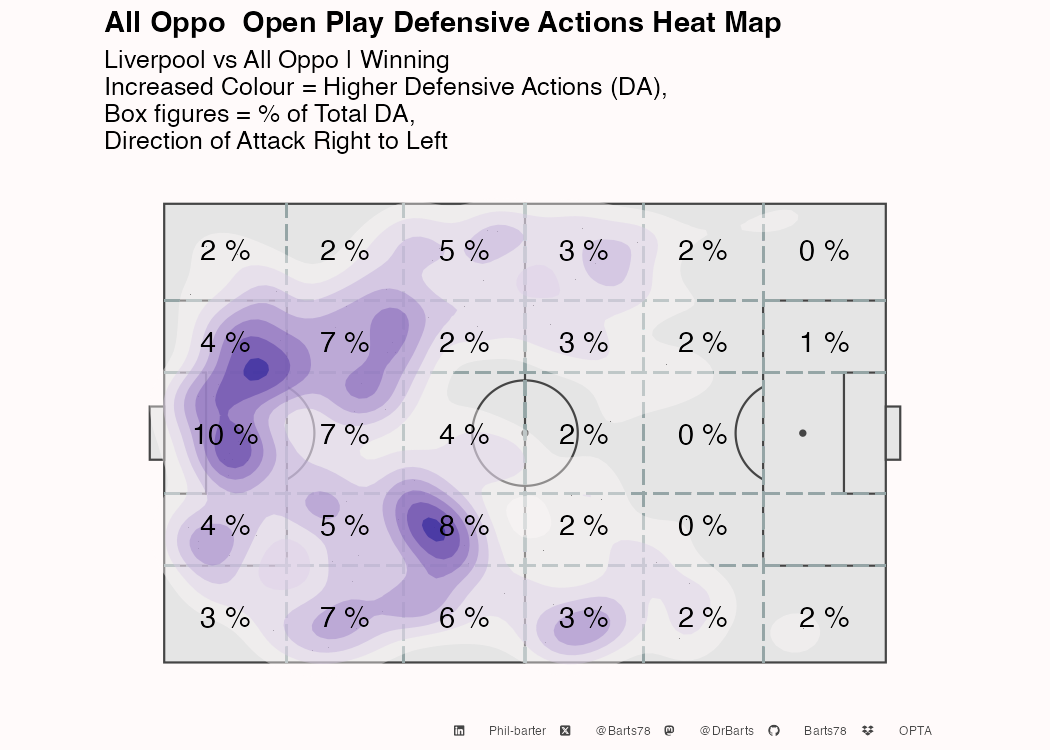 All Oppo  Open Play Defensive Actions Heat Map
Liverpool vs All Oppo | Winning
Increased Colour = Higher Defensive Actions (DA),
Box figures = % of Total DA,
Direction of Attack Right to Left
2 % 2 % 5 % 3 % 2 % 0 %
4 % 7 % 2 % 3 % 2 % 1 %
10 % 7 % 4 % 2 % 0 %
4 % 5 % 8 % 2 % 0 %
3 % 7 % 6 % 3 % 2 % 2 %
Phil-barter @Barts78 @DrBarts Barts78 OPTA